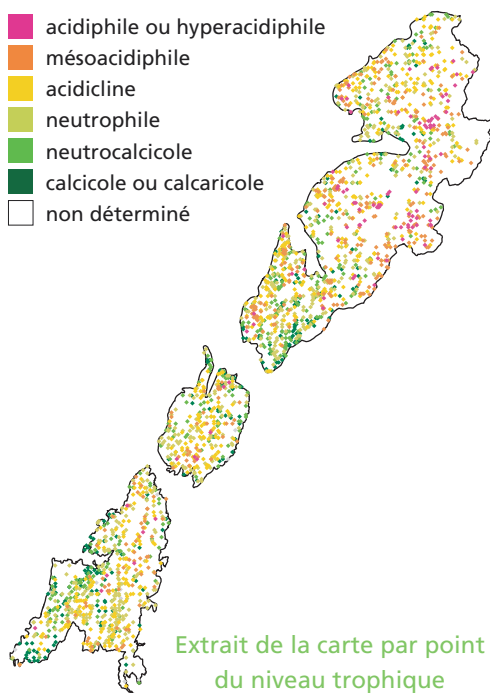 acidiphile ou hyperacidiphile
mésoacidiphile
acidicline
neutrophile
neutrocalcicole
calcicole ou calcaricole
non déterminé
Extrait de la carte par point
du niveau trophique